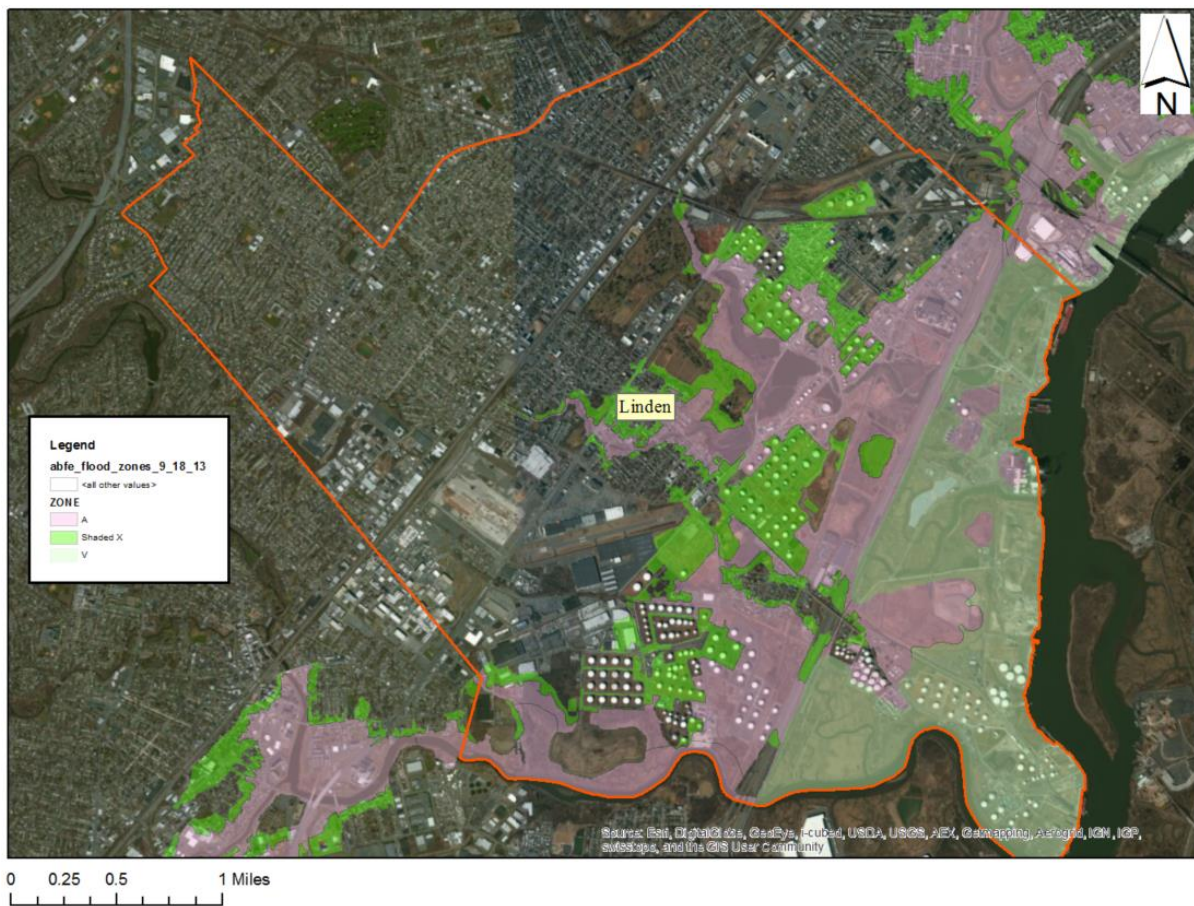 N
Linden
Legend
abfe_flood_zones_9_18_13
<all other values>
ZONE
A
Shaded X
V
Source: Esri, DigitalGlobe, GeoEye, i-cubed, USDA, USGS, AEX, Getmapping, Aerogrid, IGN, IGP,
swisstopo, and the GIS User Community
0 0.25 0.5 1 Miles